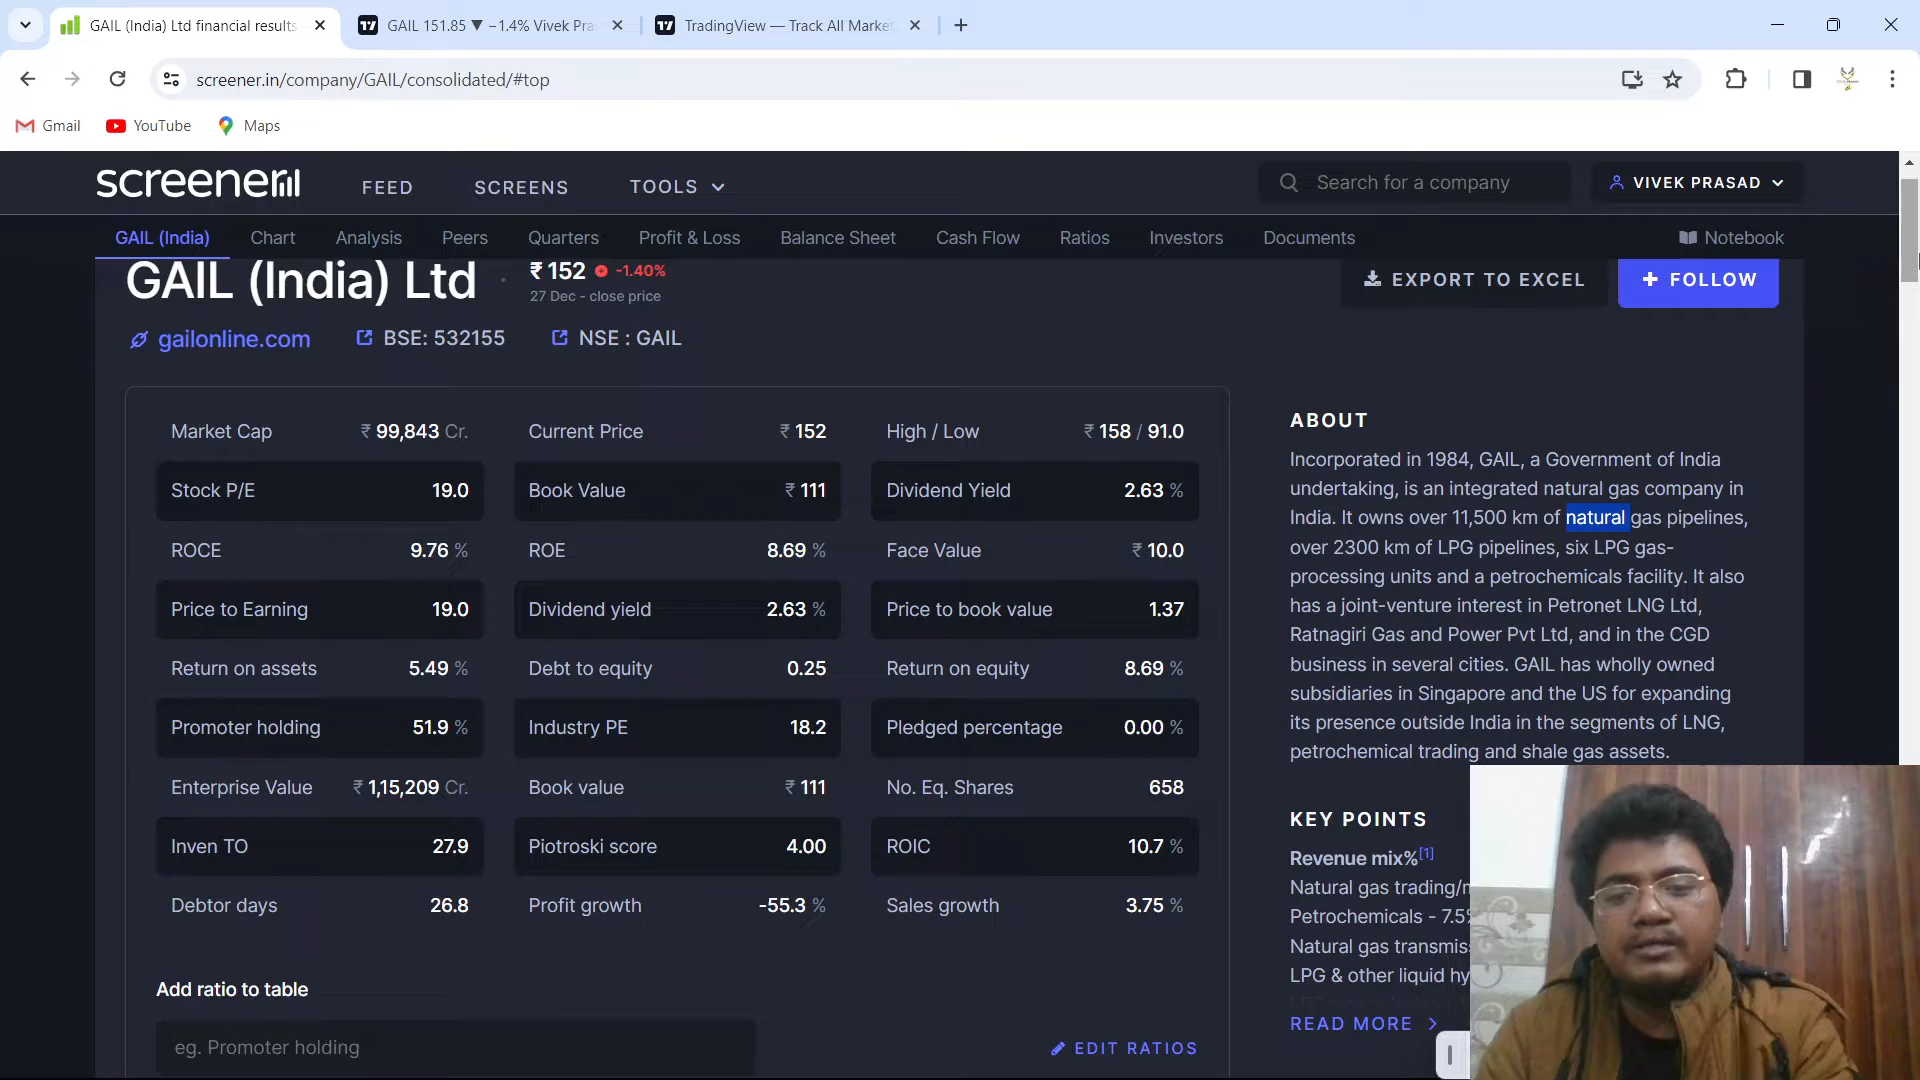 GAIL (India) Ltd financial results
GAIL 151.85 ▼ −1.4% Vivek Pra
TradingView — Track All Marke
screener.in/company/GAIL/consolidated/#top
Gmail
YouTube
Maps
screener
FEED
SCREENS
TOOLS
Search for a company
VIVEK PRASAD
GAIL (India)
Chart
Analysis
Peers
Quarters
Profit & Loss
Balance Sheet
Cash Flow
Ratios
Investors
Documents
Notebook
GAIL (India) Ltd
₹ 152 -1.40%
27 Dec - close price
EXPORT TO EXCEL
+ FOLLOW
gailonline.com
BSE: 532155
NSE : GAIL
Market Cap ₹ 99,843 Cr.
Current Price ₹ 152
High / Low ₹ 158 / 91.0
Stock P/E 19.0
Book Value ₹ 111
Dividend Yield 2.63 %
ROCE 9.76 %
ROE 8.69 %
Face Value ₹ 10.0
Price to Earning 19.0
Dividend yield 2.63 %
Price to book value 1.37
Return on assets 5.49 %
Debt to equity 0.25
Return on equity 8.69 %
Promoter holding 51.9 %
Industry PE 18.2
Pledged percentage 0.00 %
Enterprise Value ₹ 1,15,209 Cr.
Book value ₹ 111
No. Eq. Shares 658
Inven TO 27.9
Piotroski score 4.00
ROIC 10.7 %
Debtor days 26.8
Profit growth -55.3 %
Sales growth 3.75 %
Add ratio to table
eg. Promoter holding
EDIT RATIOS
ABOUT
Incorporated in 1984, GAIL, a Government of India
undertaking, is an integrated natural gas company in
India. It owns over 11,500 km of natural gas pipelines,
over 2300 km of LPG pipelines, six LPG gas-
processing units and a petrochemicals facility. It also
has a joint-venture interest in Petronet LNG Ltd,
Ratnagiri Gas and Power Pvt Ltd, and in the CGD
business in several cities. GAIL has wholly owned
subsidiaries in Singapore and the US for expanding
its presence outside India in the segments of LNG,
petrochemical trading and shale gas assets.
KEY POINTS
Revenue mix%[1]
Natural gas trading/
Petrochemicals - 7.5
Natural gas transmis
LPG & other liquid hy
READ MORE